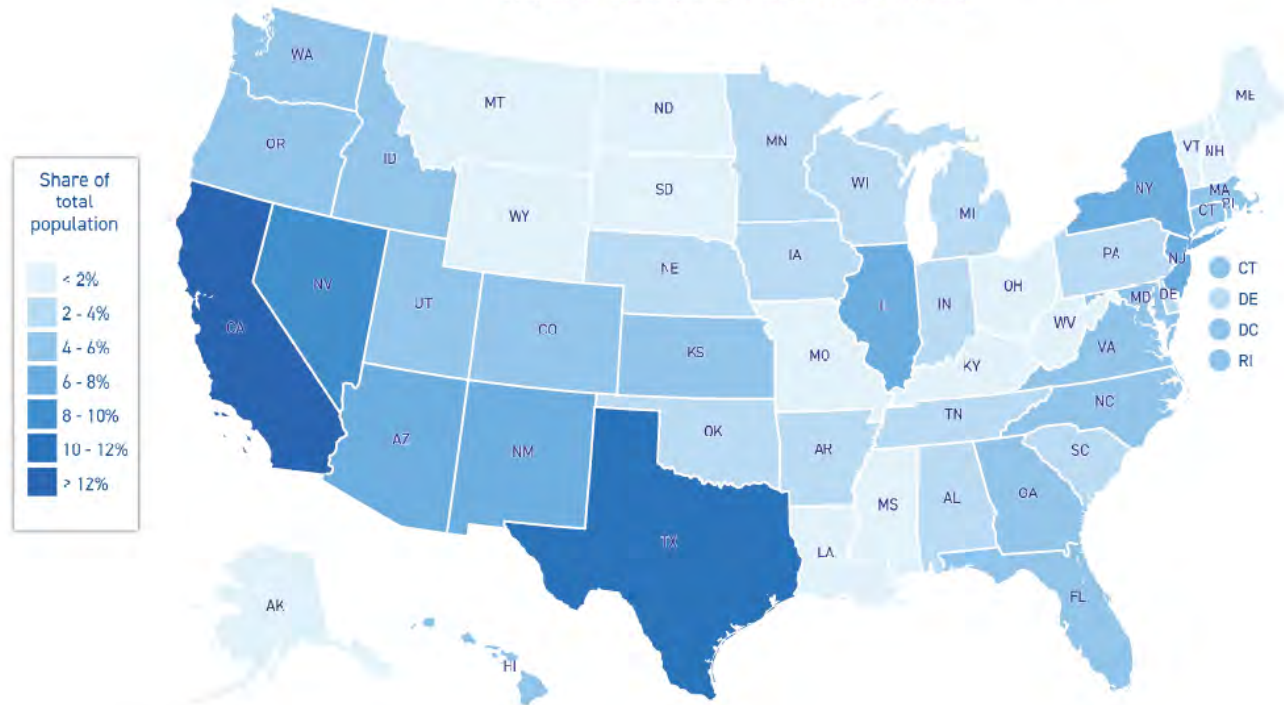 Share of
total
population
< 2%
2 - 4%
4 - 6%
6 - 8%
8 - 10%
10 - 12%
> 12%
WA
OR
ID
MT
ND
SD
WY
MN
WI
MI
NE
IA
NV
CA
UT
CO
KS
MO
IN
OH
WV
KY
PA
NY
VT
NH
ME
MA
CT
RI
NJ
MD
DE
VA
NC
TN
SC
AZ
NM
OK
AR
TX
LA
MS
AL
GA
FL
AK
HI
CT
DE
DC
RI